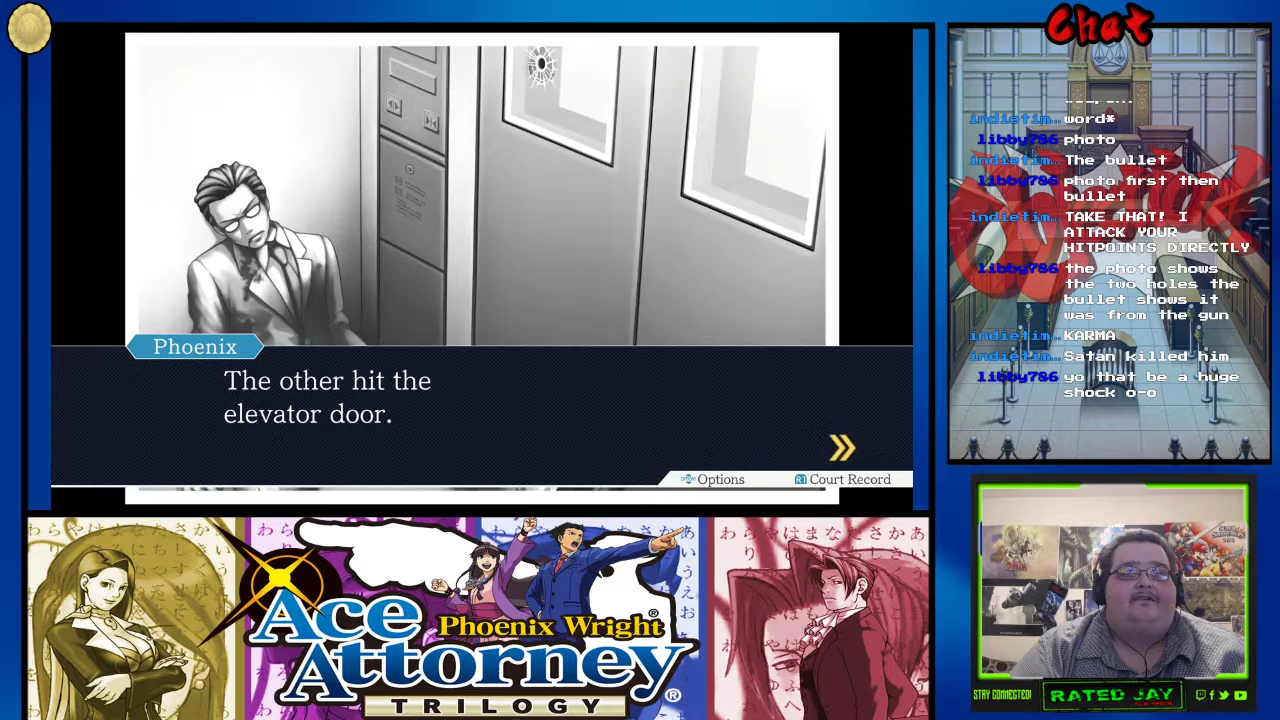 Chat
indietim... word*
libby786 photo
indietim... The bullet
libby786 photo first then
bullet
indietim... TAKE THAT! I
ATTACK YOUR
HITPOINTS DIRECTLY
libby786 the photo shows
the two holes the
bullet shows it
was from the gun
indietim... KARMA
indietim... Satan killed him
libby786 yo that be a huge
shock o-o
Phoenix
The other hit the
elevator door.
Options
R1 Court Record
Ace
Phoenix Wright®
Attorney®
TRILOGY
STAY CONNECTED!
RATED JAY
GAMES